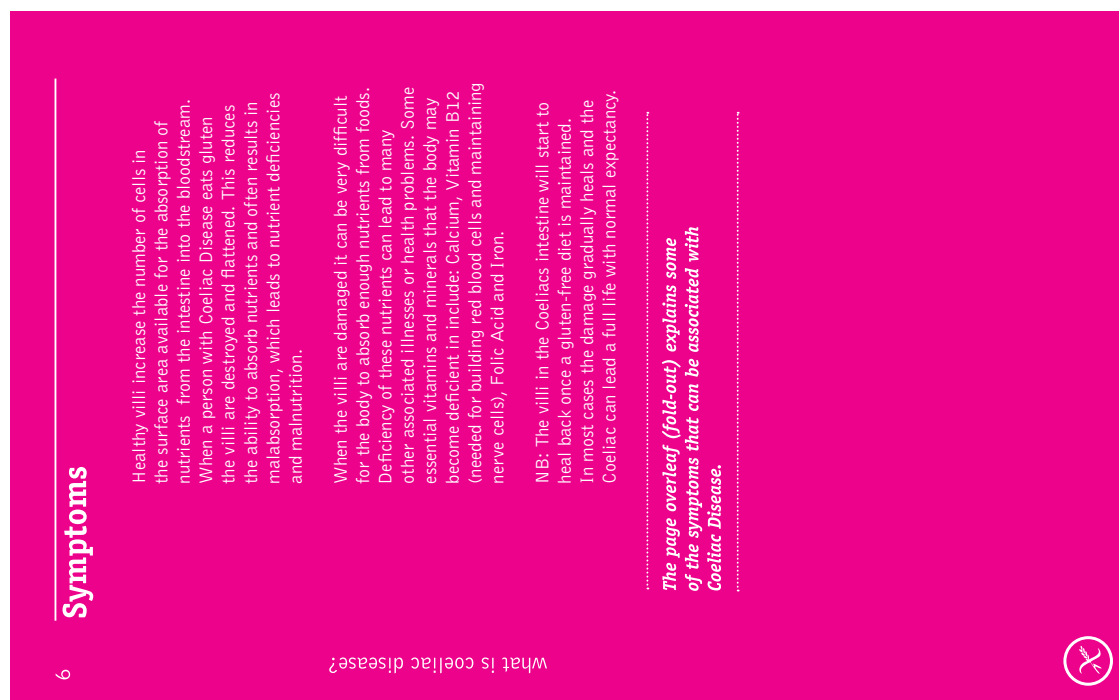 Symptoms
Healthy villi increase the number of cells in
the surface area available for the absorption of
nutrients from the intestine into the bloodstream.
When a person with Coeliac Disease eats gluten
the villi are destroyed and flattened. This reduces
the ability to absorb nutrients and often results in
malabsorption, which leads to nutrient deficiencies
and malnutrition.
When the villi are damaged it can be very difficult
for the body to absorb enough nutrients from foods.
Deficiency of these nutrients can lead to many
other associated illnesses or health problems. Some
essential vitamins and minerals that the body may
become deficient in include: Calcium, Vitamin B12
(needed for building red blood cells and maintaining
nerve cells), Folic Acid and Iron.
NB: The villi in the Coeliacs intestine will start to
heal back once a gluten-free diet is maintained.
In most cases the damage gradually heals and the
Coeliac can lead a full life with normal expectancy.
The page overleaf (fold-out) explains some
of the symptoms that can be associated with
Coeliac Disease.
what is coeliac disease?
6